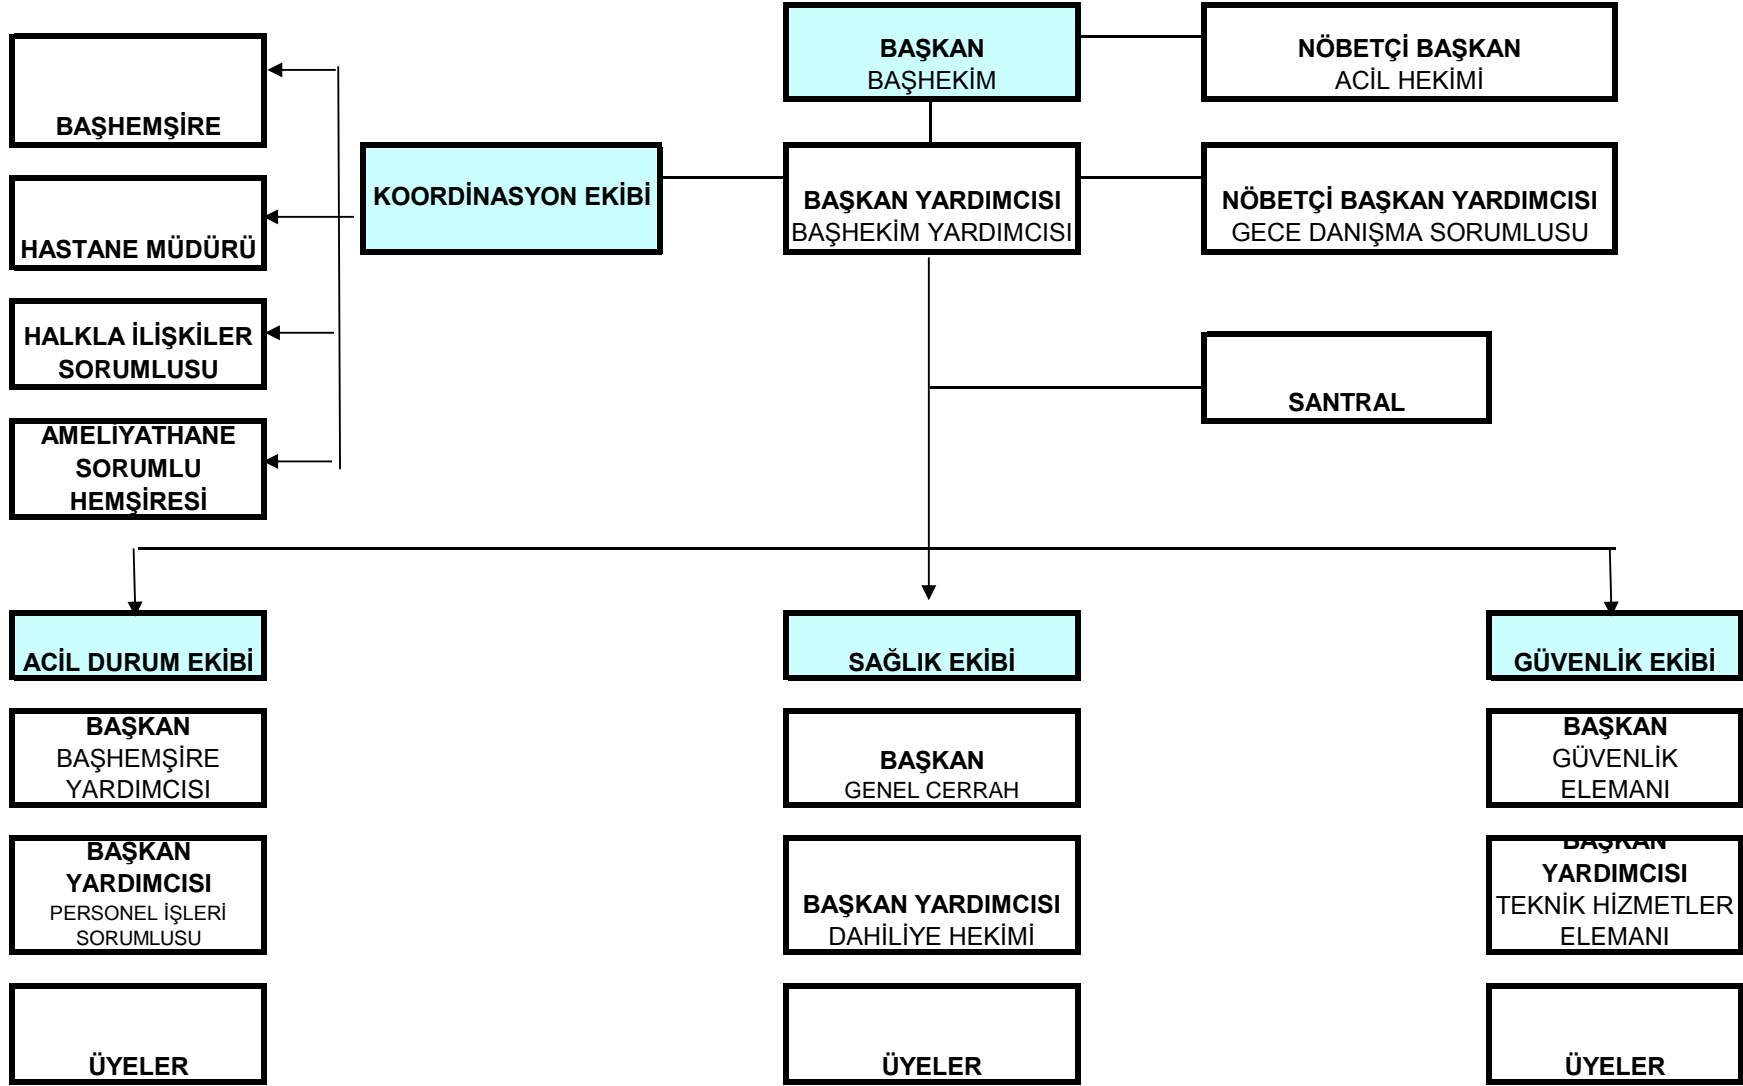 BAŞKAN
BAŞHEKİM
NÖBETÇİ BAŞKAN
ACİL HEKİMİ
BAŞHEMŞİRE
KOORDİNASYON EKİBİ
BAŞKAN YARDIMCISI
BAŞHEKİM YARDIMCISI
NÖBETÇİ BAŞKAN YARDIMCISI
GECE DANIŞMA SORUMLUSU
HASTANE MÜDÜRÜ
HALKLA İLİŞKİLER
SORUMLUSU
SANTRAL
AMELİYATHANE
SORUMLU
HEMŞİRESİ
ACİL DURUM EKİBİ
SAĞLIK EKİBİ
GÜVENLİK EKİBİ
BAŞKAN
BAŞHEMŞİRE
YARDIMCISI
BAŞKAN
GENEL CERRAH
BAŞKAN
GÜVENLİK
ELEMANI
BAŞKAN
YARDIMCISI
PERSONEL İŞLERİ
SORUMLUSU
BAŞKAN YARDIMCISI
DAHİLİYE HEKİMİ
BAŞKAN
YARDIMCISI
TEKNİK HİZMETLER
ELEMANI
ÜYELER
ÜYELER
ÜYELER